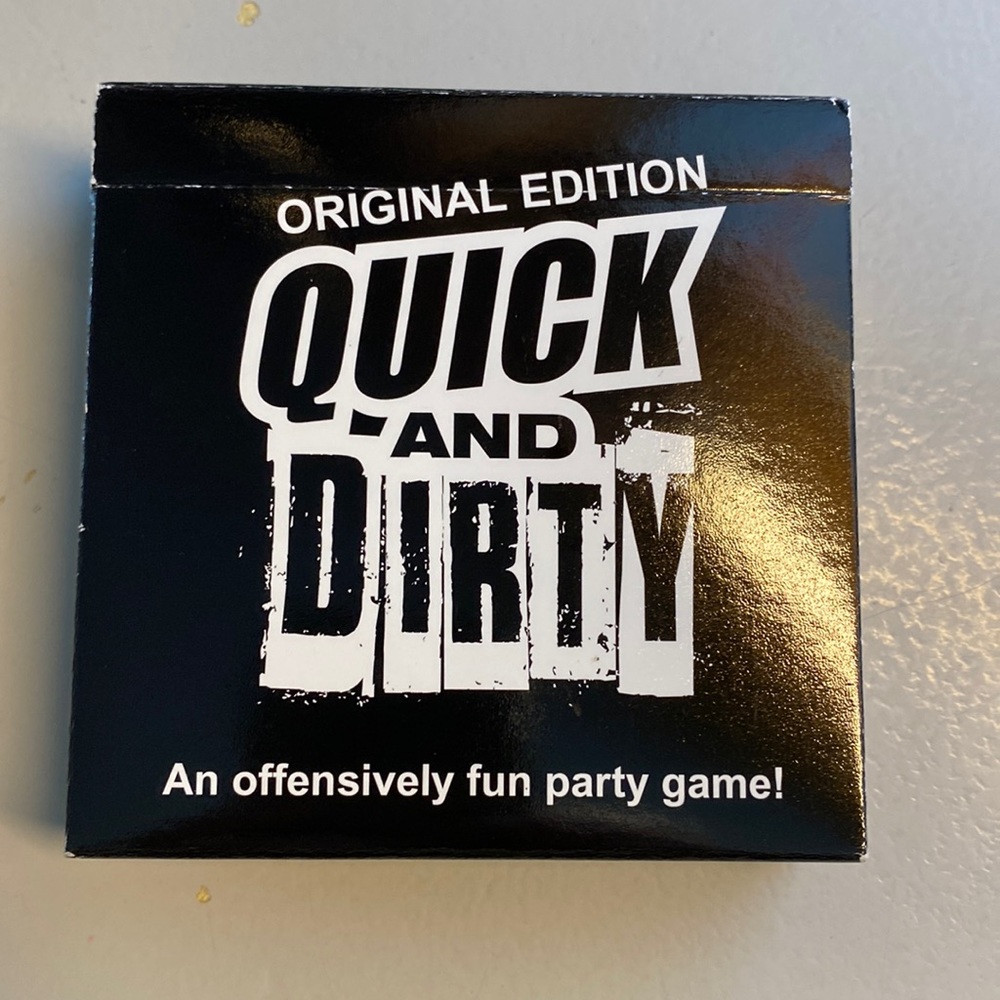 ORIGINAL EDITION
QUICK
AND
DIRTY
An offensively fun party game!